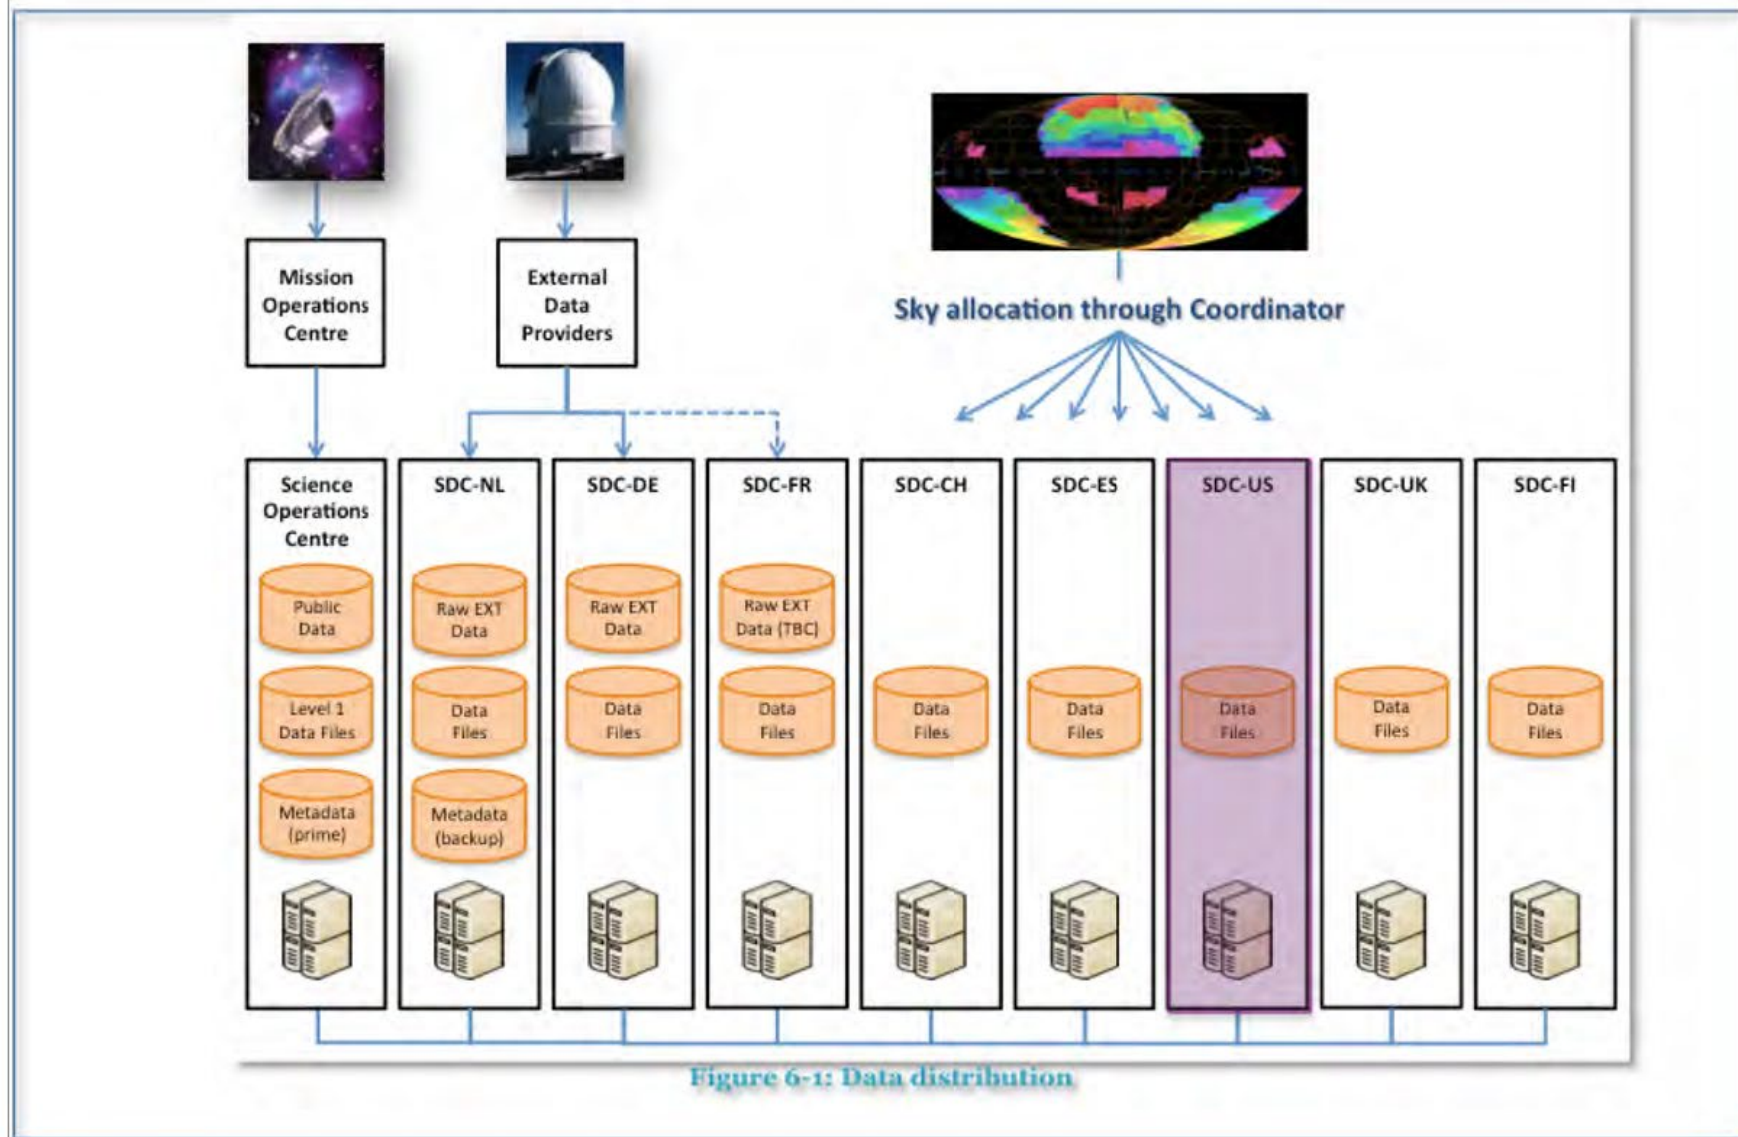 Mission
Operations
Centre
External
Data
Providers
Sky allocation through Coordinator
Science
Operations
Centre
Public
Data
Level 1
Data Files
Metadata
(prime)
SDC-NL
Raw EXT
Data
Data
Files
Metadata
(backup)
SDC-DE
Raw EXT
Data
Data
Files
SDC-FR
Raw EXT
Data (TBC)
Data
Files
SDC-CH
Data
Files
SDC-ES
Data
Files
SDC-US
Data
Files
SDC-UK
Data
Files
SDC-FI
Data
Files
Figure 6-1: Data distribution